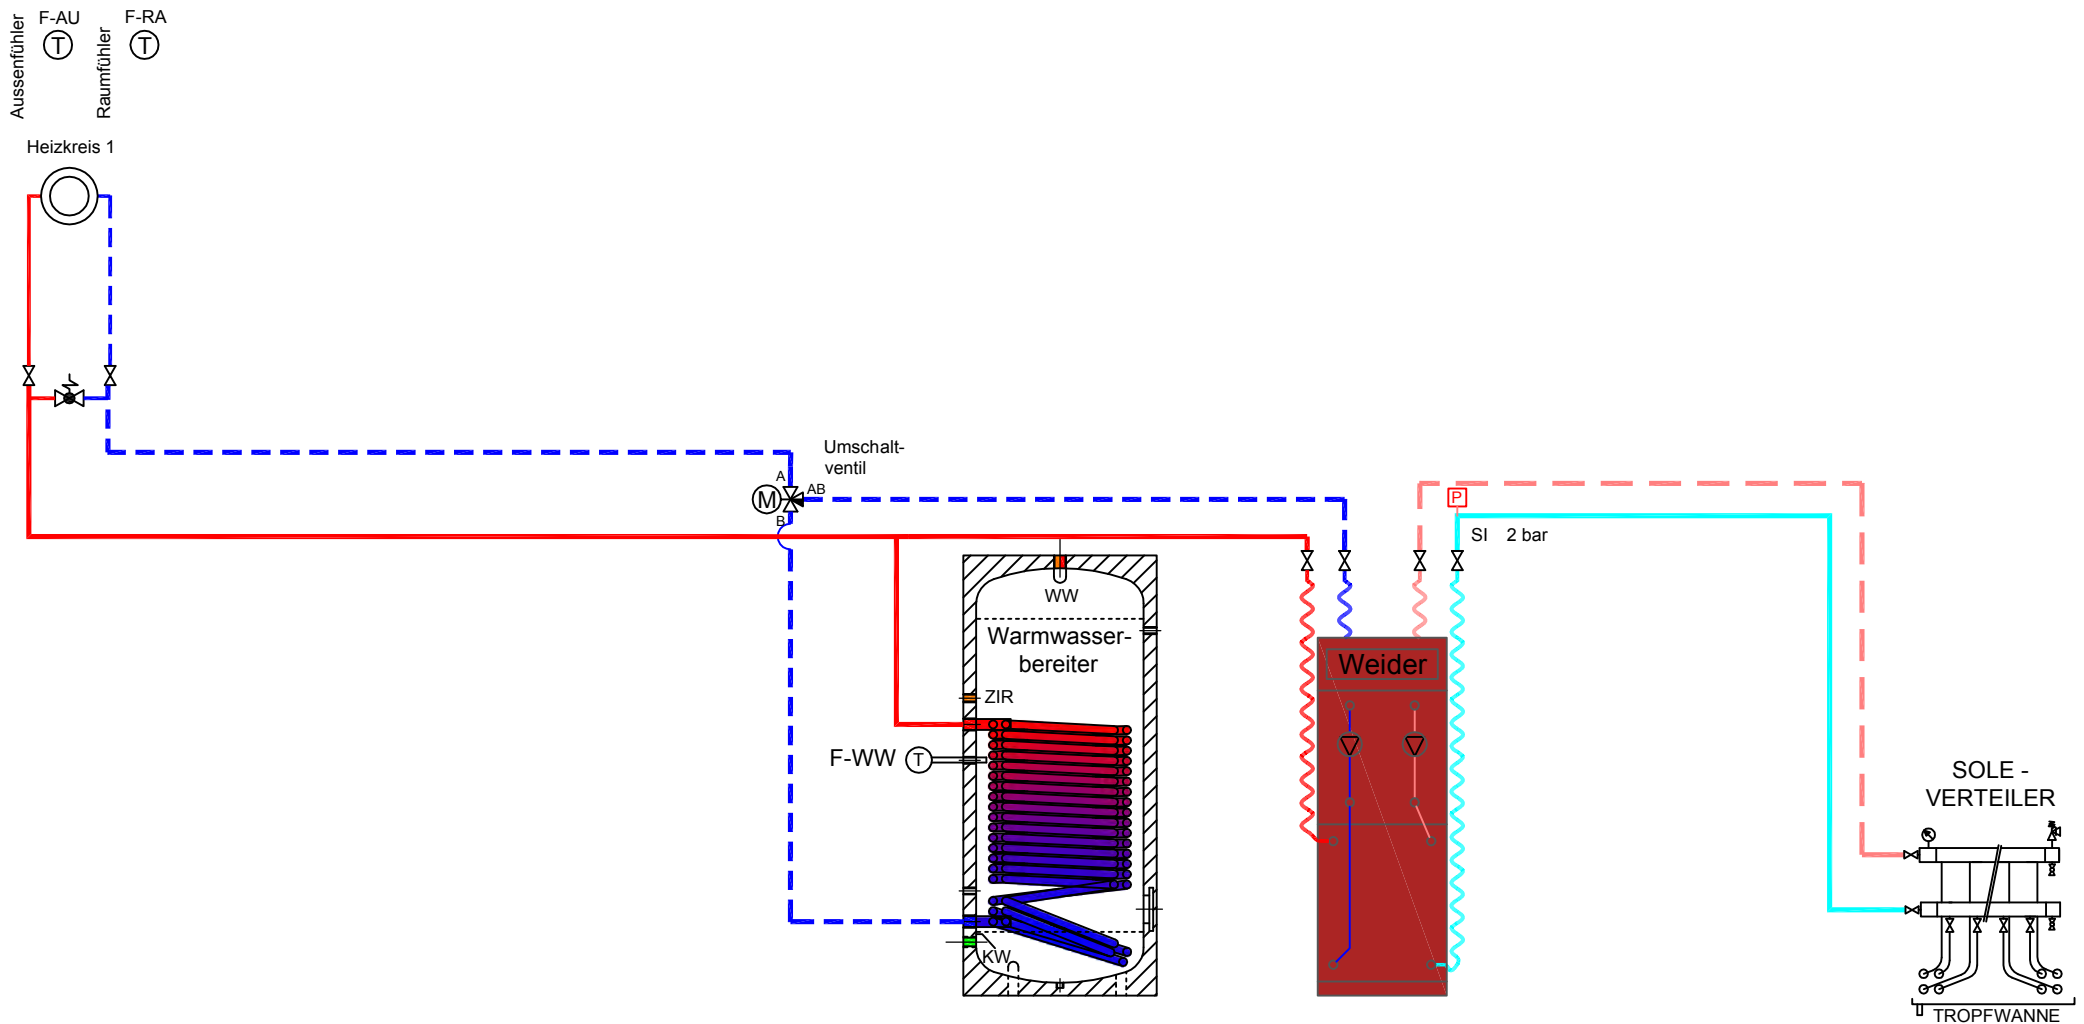 F-AU
F-RA
Aussenfühler
T
Raumfühler
T
Heizkreis 1
Umschalt-
ventil
A
M
AB
B
P
SI 2 bar
WW
Warmwasser-
bereiter
Weider
ZIR
F-WW
T
SOLE -
VERTEILER
KW
TROPFWANNE